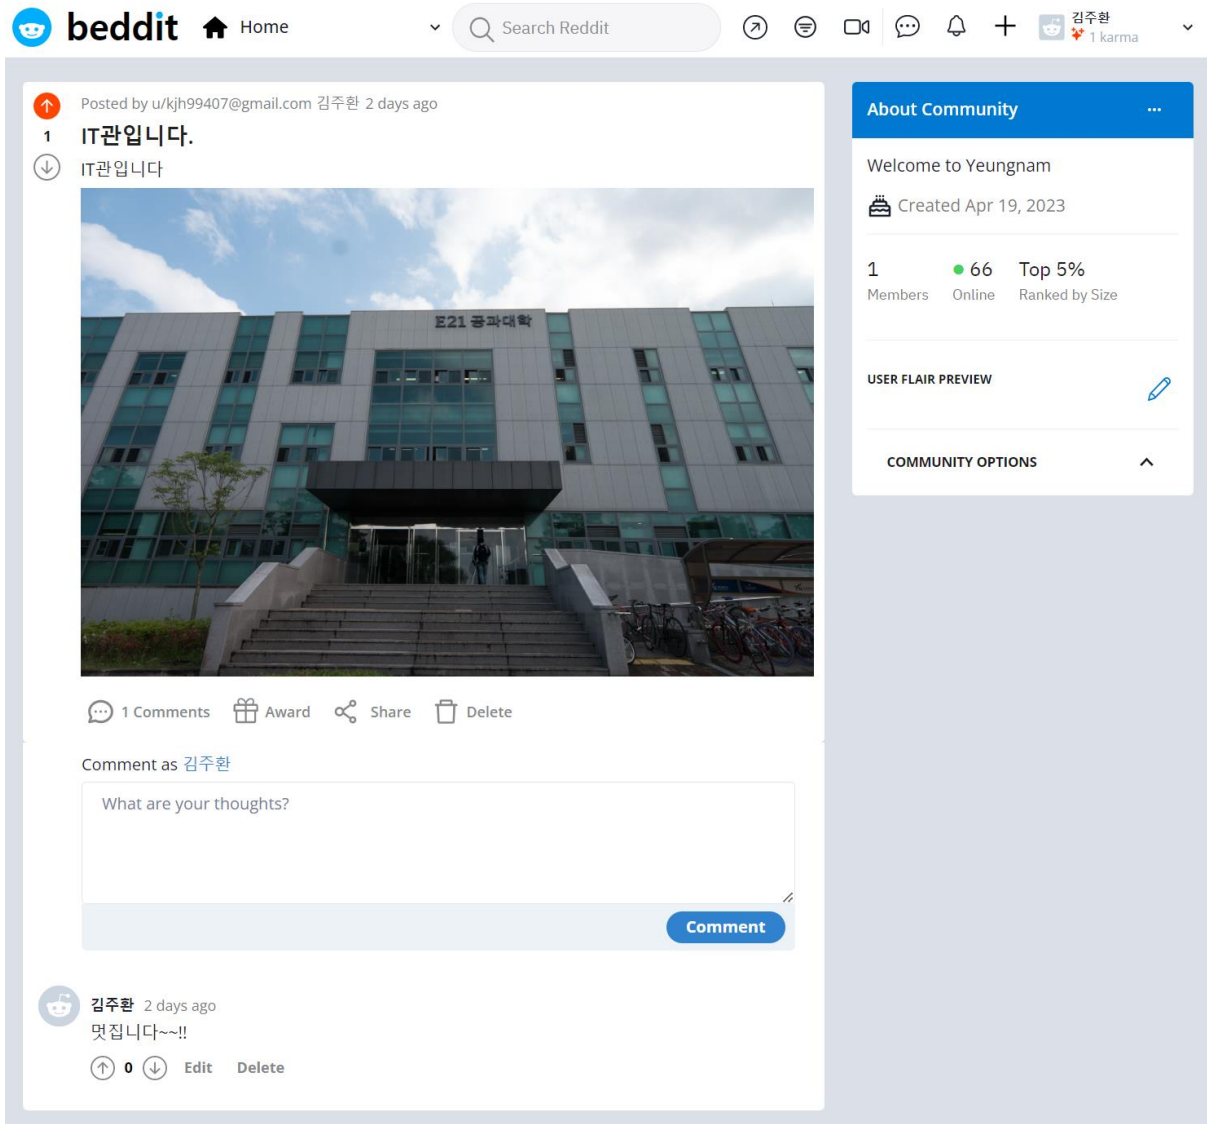 beddit
Home
Search Reddit
김주환
1 karma
Posted by u/kjh99407@gmail.com 김주환 2 days ago
1
IT관입니다.
IT관입니다
E21 공과대학
1 Comments
Award
Share
Delete
Comment as 김주환
What are your thoughts?
Comment
김주환 2 days ago
멋집니다~~!!
0
Edit
Delete
About Community
Welcome to Yeungnam
Created Apr 19, 2023
1
66
Top 5%
Members
Online
Ranked by Size
USER FLAIR PREVIEW
COMMUNITY OPTIONS